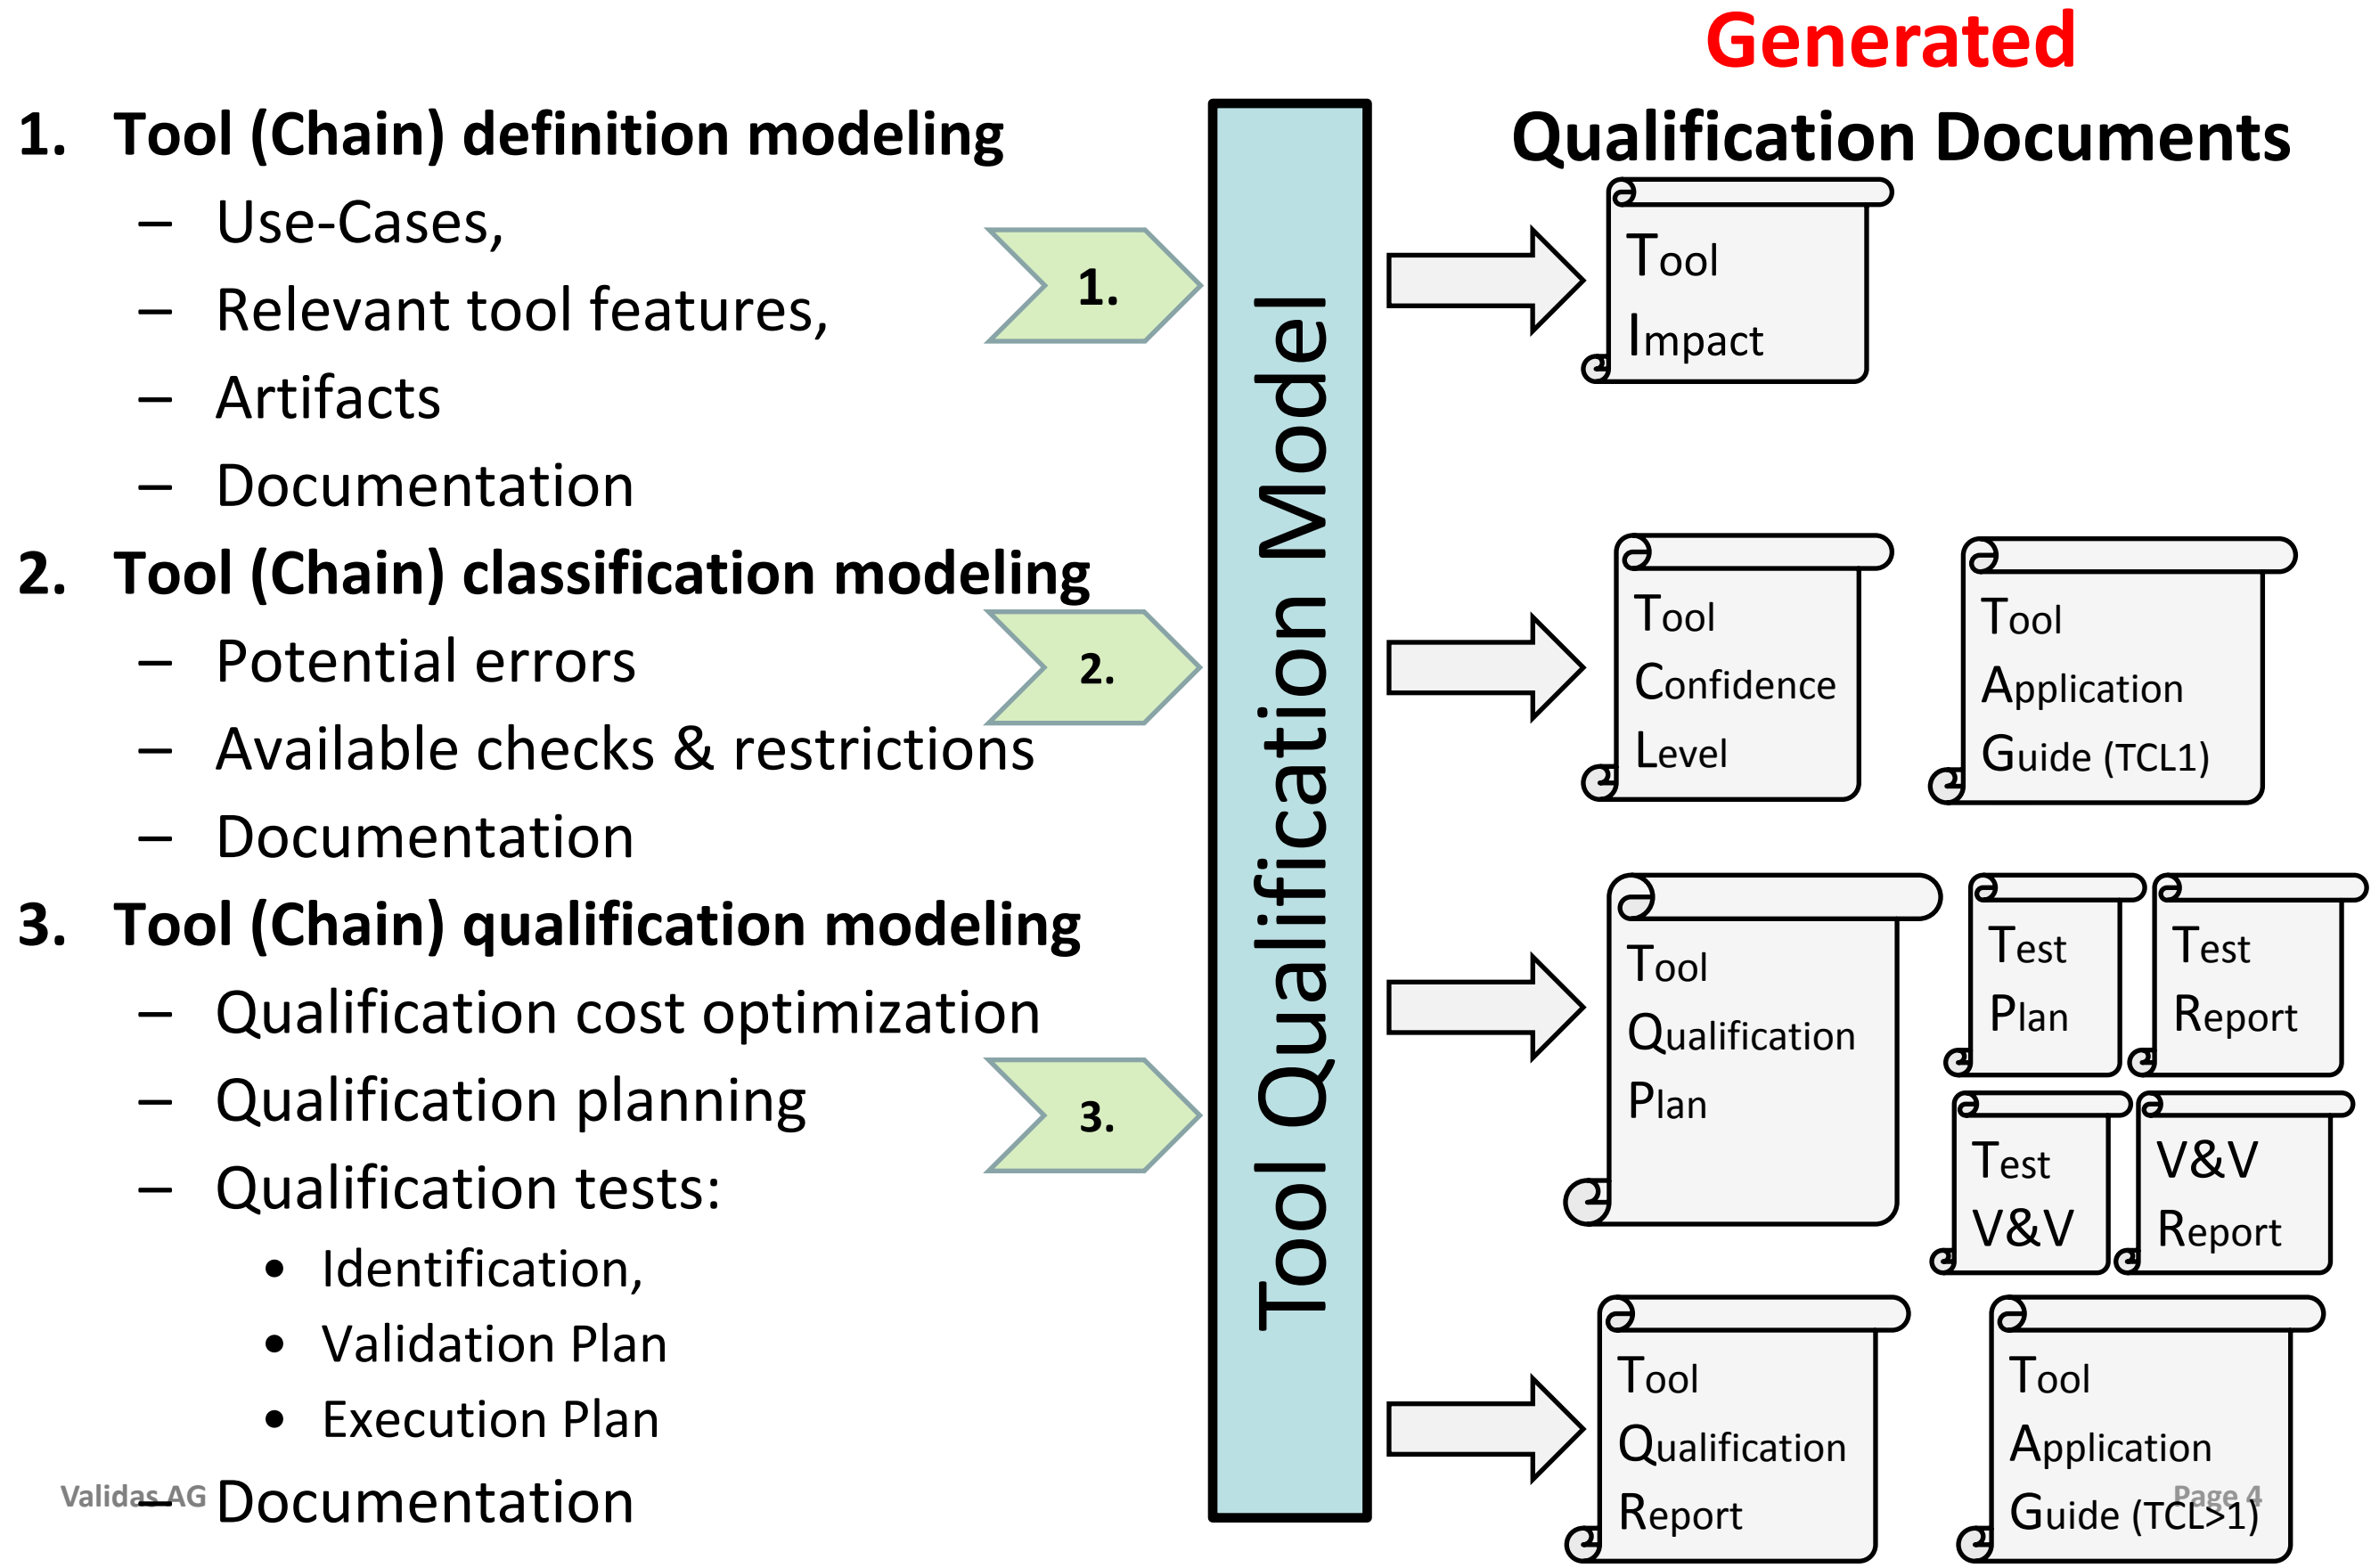 Generated
Qualification Documents
1. Tool (Chain) definition modeling
– Use-Cases,
– Relevant tool features,
– Artifacts
– Documentation
2. Tool (Chain) classification modeling
– Potential errors
– Available checks & restrictions
– Documentation
3. Tool (Chain) qualification modeling
– Qualification cost optimization
– Qualification planning
– Qualification tests:
• Identification,
• Validation Plan
• Execution Plan
– Documentation
Validas AG
1.
2.
3.
Tool Qualification Model
Tool
Impact
Tool
Confidence
Level
Tool
Application
Guide (TCL1)
Tool
Qualification
Plan
Test
Plan
Test
Report
Test
V&V
V&V
Report
Tool
Qualification
Report
Tool
Application
Guide (TCL>1)
Page 4